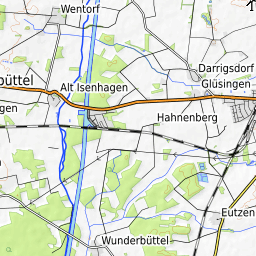 Wentorf
Darrigsdorf
büttel
Alt Isenhagen
Glüsingen
gen
Hahnenberg
Eutzen
Wunderbüttel